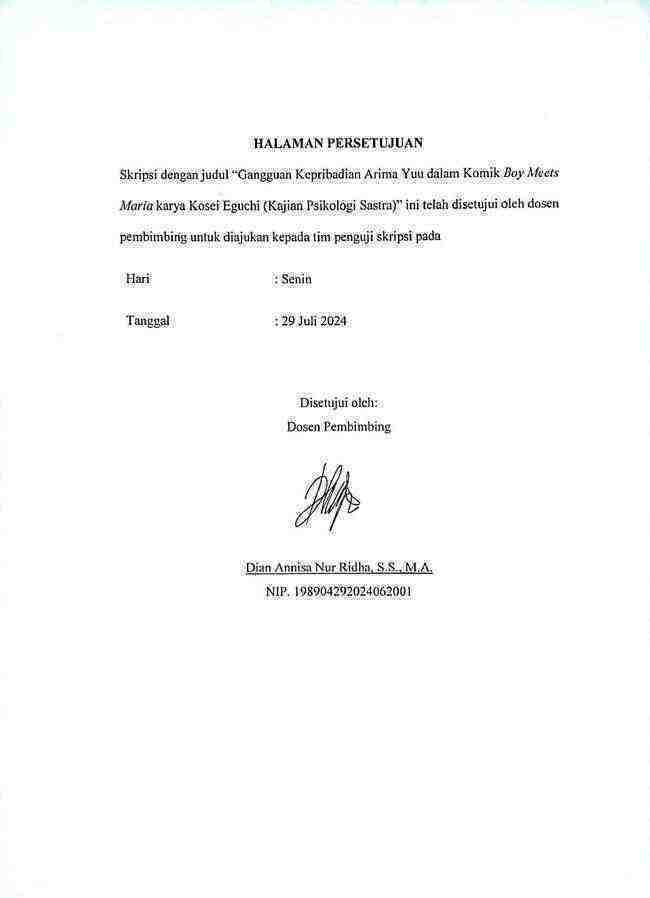 HALAMAN PERSETUJUAN
Skripsi dengan judul “Gangguan Kepribadian Arima Yuu dalam Komik Boy Meets
Maria karya Kosei Eguchi (Kajian Psikologi Sastra)” ini telah disetujui oleh dosen
pembimbing untuk diajukan kepada tim penguji skripsi pada
Hari : Senin
Tanggal : 29 Juli 2024
Disetujui oleh:
Dosen Pembimbing
Dian Annisa Nur Ridha, S.S., M.A.
NIP. 198904292024062001